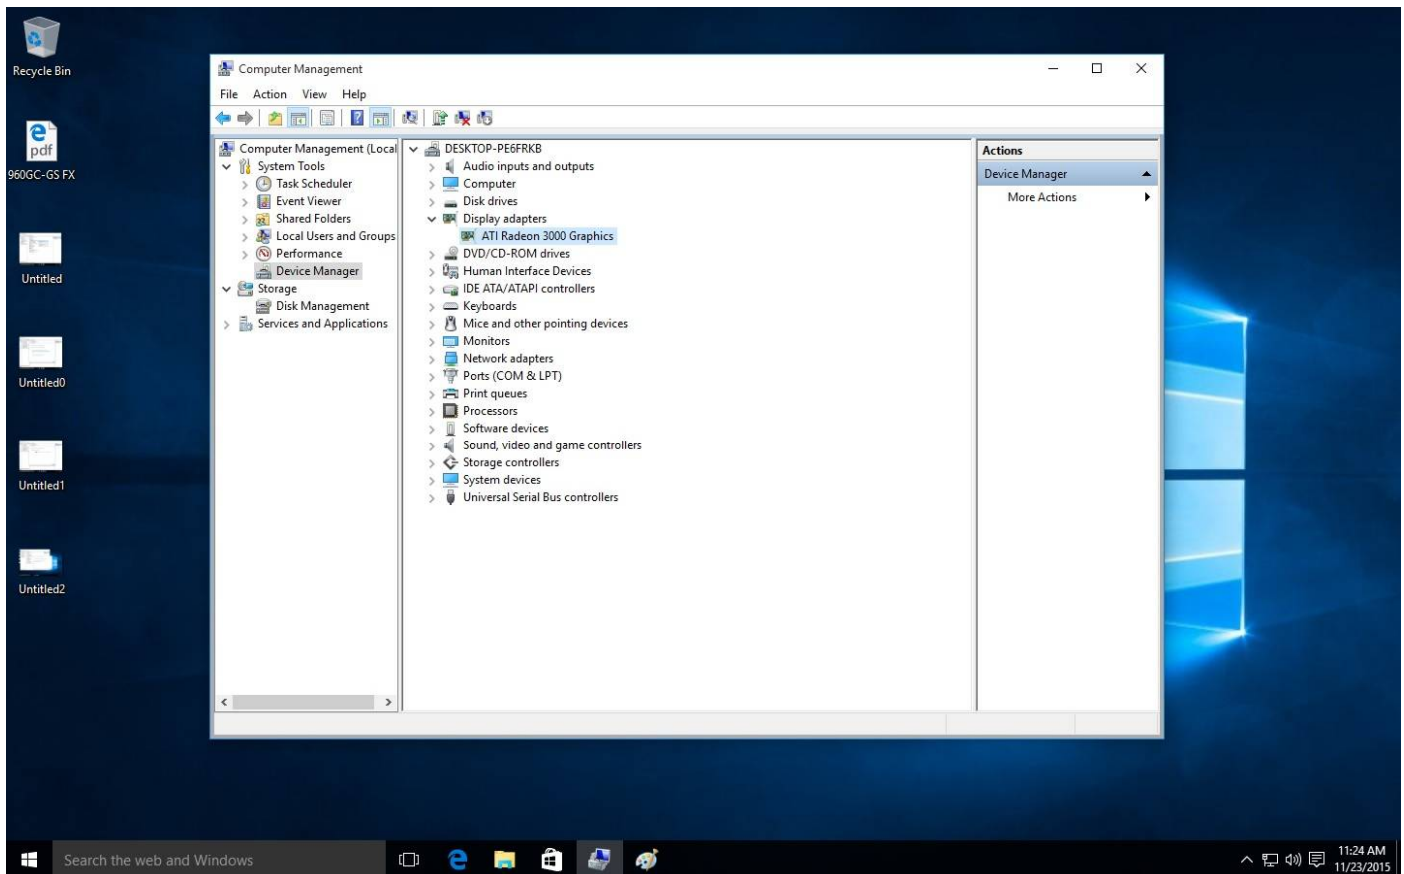 Recycle Bin
pdf
960GC-GS FX
Untitled
Untitled0
Untitled1
Untitled2
Computer Management
File Action View Help
Computer Management (Local
System Tools
Task Scheduler
Event Viewer
Shared Folders
Local Users and Groups
Performance
Device Manager
Storage
Disk Management
Services and Applications
DESKTOP-PE6FRKB
Audio inputs and outputs
Computer
Disk drives
Display adapters
ATI Radeon 3000 Graphics
DVD/CD-ROM drives
Human Interface Devices
IDE ATA/ATAPI controllers
Keyboards
Mice and other pointing devices
Monitors
Network adapters
Ports (COM & LPT)
Print queues
Processors
Software devices
Sound, video and game controllers
Storage controllers
System devices
Universal Serial Bus controllers
Actions
Device Manager
More Actions
Search the web and Windows
11:24 AM
11/23/2015